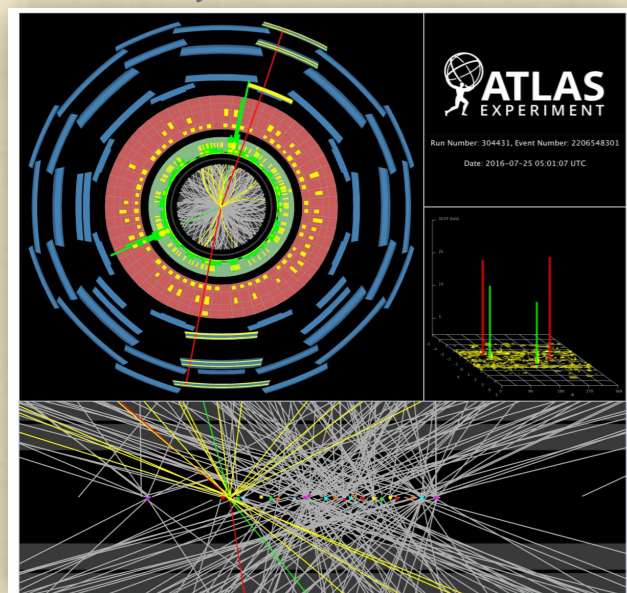 ATLAS
EXPERIMENT
Run Number: 304431, Event Number: 2206548301
Date: 2016-07-25 05:01:07 UTC